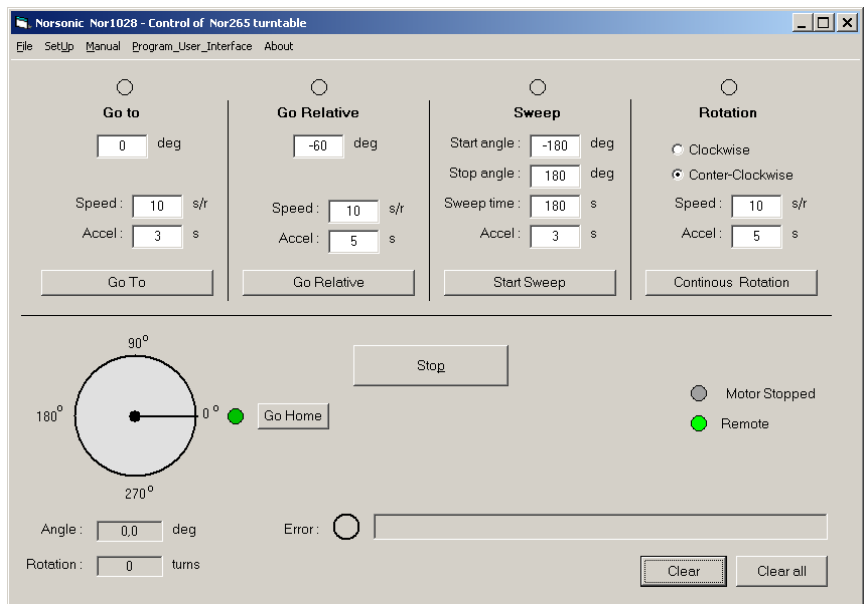 Norsonic Nor1028 - Control of Nor265 turntable
File SetUp Manual Program_User_Interface About
Go to
0 deg
Speed : 10 s/r
Accel : 3 s
Go To
Go Relative
-60 deg
Speed : 10 s/r
Accel : 5 s
Go Relative
Sweep
Start angle : -180 deg
Stop angle : 180 deg
Sweep time : 180 s
Accel : 3 s
Start Sweep
Rotation
Clockwise
Conter-Clockwise
Speed : 10 s/r
Accel : 5 s
Continous Rotation
90°
180° 0° Go Home
270°
Stop
Motor Stopped
Remote
Angle : 0,0 deg
Rotation : 0 turns
Error :
Clear Clear all